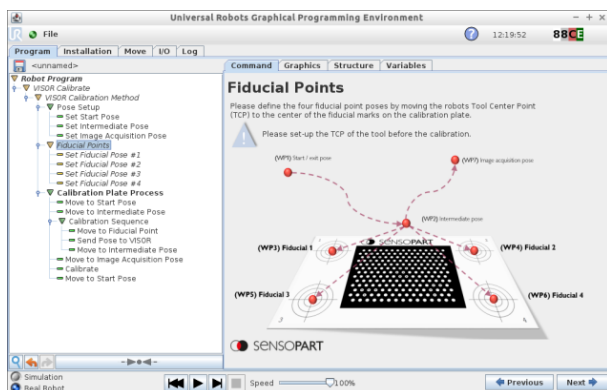 Universal Robots Graphical Programming Environment
File
12:19:52
88CE
Program Installation Move I/O Log
<unnamed>
Command Graphics Structure Variables
Robot Program
VISOR Calibrate
VISOR Calibration Method
Pose Setup
Set Start Pose
Set Intermediate Pose
Set Image Acquisition Pose
Fiducial Points
Set Fiducial Pose #1
Set Fiducial Pose #2
Set Fiducial Pose #3
Set Fiducial Pose #4
Calibration Plate Process
Move to Start Pose
Move to Intermediate Pose
Calibration Sequence
Move to Fiducial Point
Send Pose to VISOR
Move to Intermediate Pose
Move to Image Acquisition Pose
Calibrate
Move to Start Pose
Fiducial Points
Please define the four fiducial point poses by moving the robots Tool Center Point
(TCP) to the center of the fiducial marks on the calibration plate.
Please set-up the TCP of the tool before the calibration.
(WP1) Start / exit pose
(WP7) Image acquisition pose
(WP2) Intermediate pose
SENSOPART
(WP3) Fiducial 1
(WP4) Fiducial 2
(WP5) Fiducial 3
(WP6) Fiducial 4
3
4
SENSOPART
Simulation
Real Robot
Speed
100%
Previous
Next